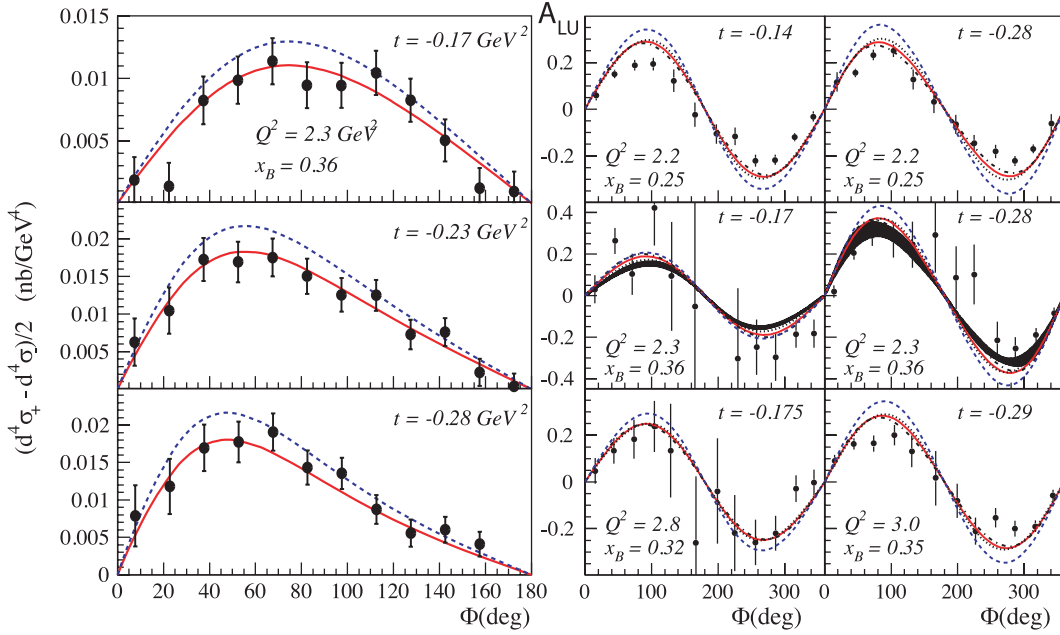 (d⁴σ₊ - d⁴σ)/2 (nb/GeV⁴)
0.015
0.01
0.005
t = -0.17 GeV²
Q² = 2.3 GeV²
x_B = 0.36
0.02
0.015
0.01
0.005
t = -0.23 GeV²
0.02
0.015
0.01
0.005
0
t = -0.28 GeV²
0 20 40 60 80 100 120 140 160 180
Φ(deg)
A_LU
0.2
0
-0.2
t = -0.14
Q² = 2.2
x_B = 0.25
t = -0.28
Q² = 2.2
x_B = 0.25
0.4
0.2
0
-0.2
-0.4
t = -0.17
Q² = 2.3
x_B = 0.36
t = -0.28
Q² = 2.3
x_B = 0.36
0.2
0
-0.2
t = -0.175
Q² = 2.8
x_B = 0.32
t = -0.29
Q² = 3.0
x_B = 0.35
0 100 200 0 100 200 300
Φ(deg) Φ(deg)